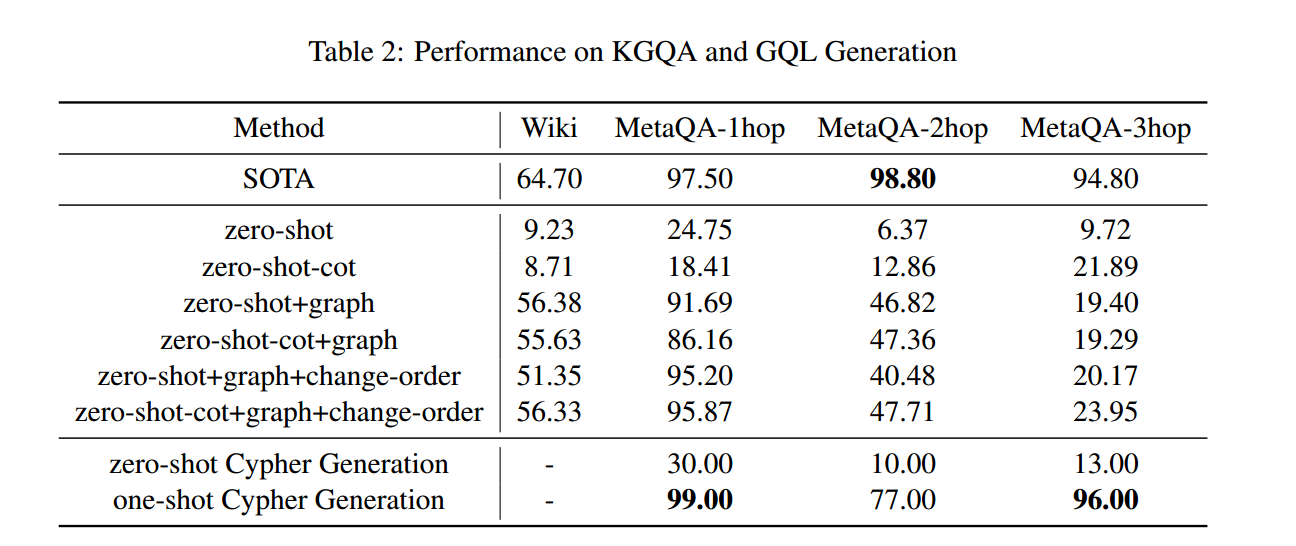 Table 2: Performance on KGQA and GQL Generation
Method Wiki MetaQA-1hop MetaQA-2hop MetaQA-3hop
SOTA 64.70 97.50 98.80 94.80
zero-shot 9.23 24.75 6.37 9.72
zero-shot-cot 8.71 18.41 12.86 21.89
zero-shot+graph 56.38 91.69 46.82 19.40
zero-shot-cot+graph 55.63 86.16 47.36 19.29
zero-shot+graph+change-order 51.35 95.20 40.48 20.17
zero-shot-cot+graph+change-order 56.33 95.87 47.71 23.95
zero-shot Cypher Generation - 30.00 10.00 13.00
one-shot Cypher Generation - 99.00 77.00 96.00